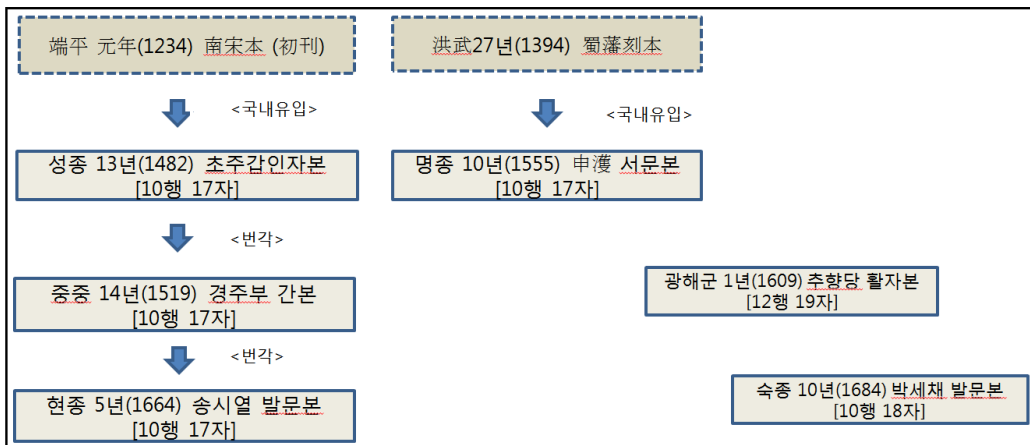 端平 元年(1234) 南宋本 (初刊)
洪武27년(1394) 蜀藩刻本
<국내유입>
<국내유입>
성종 13년(1482) 초주갑인자본
[10행 17자]
명종 10년(1555) 申濩 서문본
[10행 17자]
<번각>
중중 14년(1519) 경주부 간본
[10행 17자]
광해군 1년(1609) 추향당 활자본
[12행 19자]
<번각>
현종 5년(1664) 송시열 발문본
[10행 17자]
숙종 10년(1684) 박세채 발문본
[10행 18자]